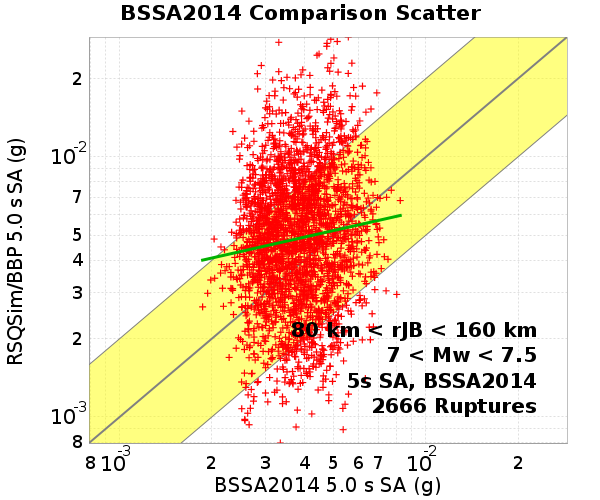 BSSA2014 Comparison Scatter
RSQSim/BBP 5.0 s SA (g)
2
10-2
7
5
4
3
2
10-3
8
80 km < rJB < 160 km
7 < Mw < 7.5
5s SA, BSSA2014
2666 Ruptures
8 10-3 2 3 4 5 6 7 10-2 2
BSSA2014 5.0 s SA (g)